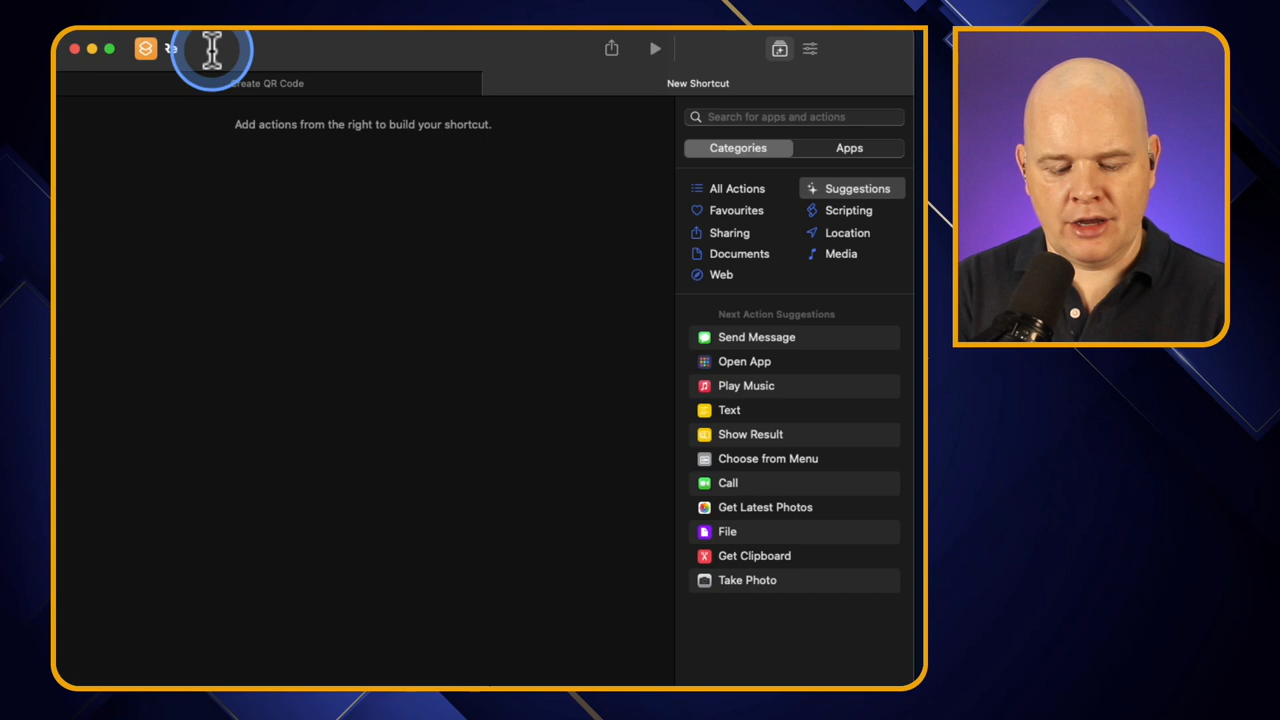 Create QR Code
New Shortcut
Add actions from the right to build your shortcut.
Search for apps and actions
Categories
Apps
All Actions
Suggestions
Favourites
Scripting
Sharing
Location
Documents
Media
Web
Next Action Suggestions
Send Message
Open App
Play Music
Text
Show Result
Choose from Menu
Call
Get Latest Photos
File
Get Clipboard
Take Photo